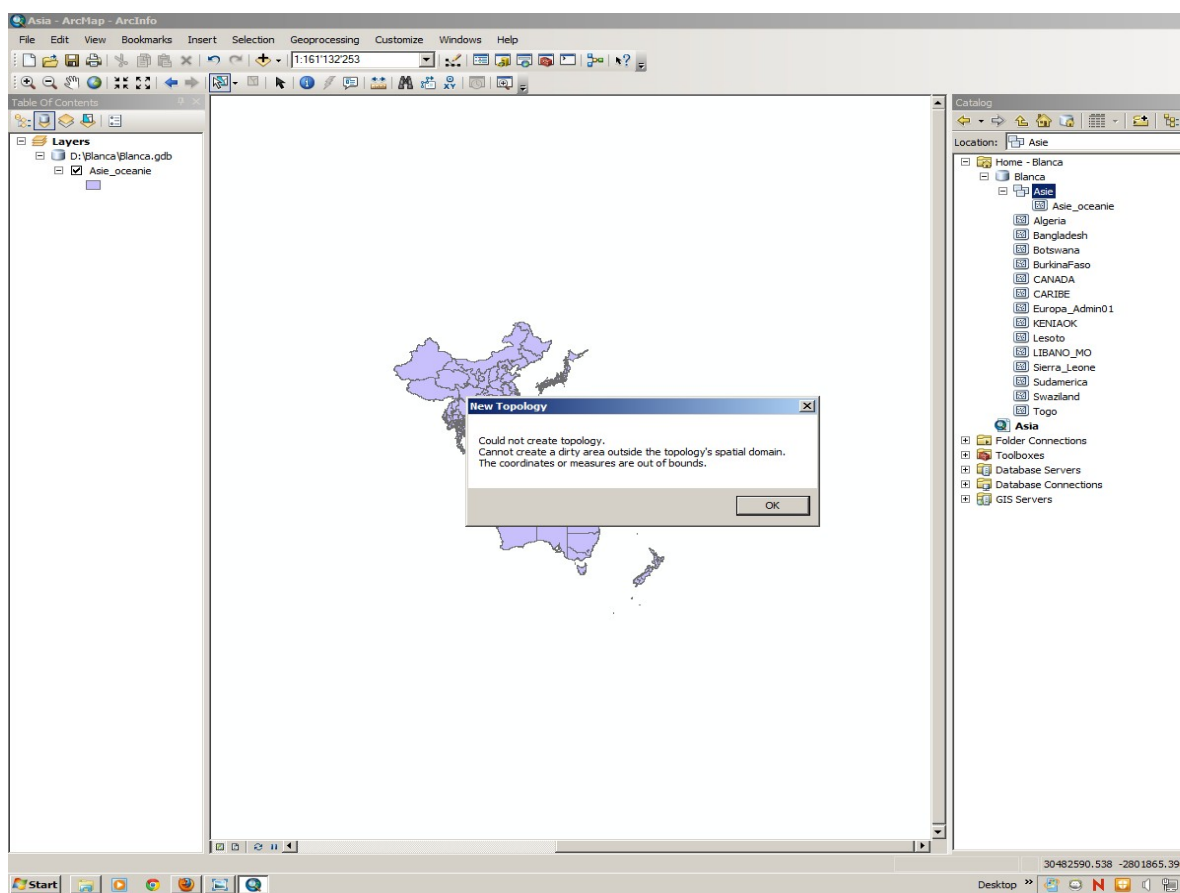 Asia - ArcMap - ArcInfo
File Edit View Bookmarks Insert Selection Geoprocessing Customize Windows Help
1:161'132'253
Table Of Contents
Layers
D:\Blanca\Blanca.gdb
Asie_oceanie
New Topology
Could not create topology.
Cannot create a dirty area outside the topology's spatial domain.
The coordinates or measures are out of bounds.
OK
Catalog
Location: Asie
Home - Blanca
Blanca
Asie
Asie_oceanie
Algeria
Bangladesh
Botswana
BurkinaFaso
CANADA
CARIBE
Europa_Admin01
KENIAOK
Lesoto
LIBANO_MO
Sierra_Leone
Sudamerica
Swaziland
Togo
Asia
Folder Connections
Toolboxes
Database Servers
Database Connections
GIS Servers
30482590.538 -2801865.39
Start
Desktop »